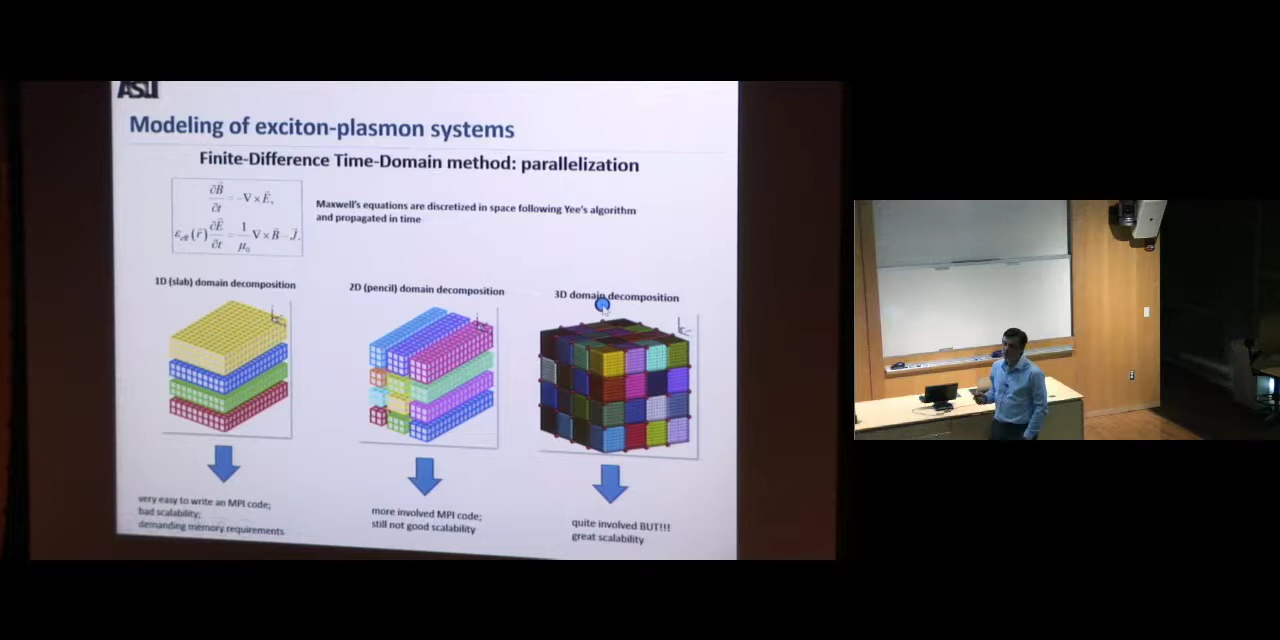 ASU
Modeling of exciton-plasmon systems
Finite-Difference Time-Domain method: parallelization
∂B⃗/∂t = -∇ × E⃗,
ε_eff(r⃗) ∂E⃗/∂t = 1/μ₀ ∇ × B⃗ - J⃗.
Maxwell's equations are discretized in space following Yee's algorithm
and propagated in time
1D (slab) domain decomposition
2D (pencil) domain decomposition
3D domain decomposition
very easy to write an MPI code;
bad scalability;
demanding memory requirements
more involved MPI code;
still not good scalability
quite involved BUT!!!
great scalability